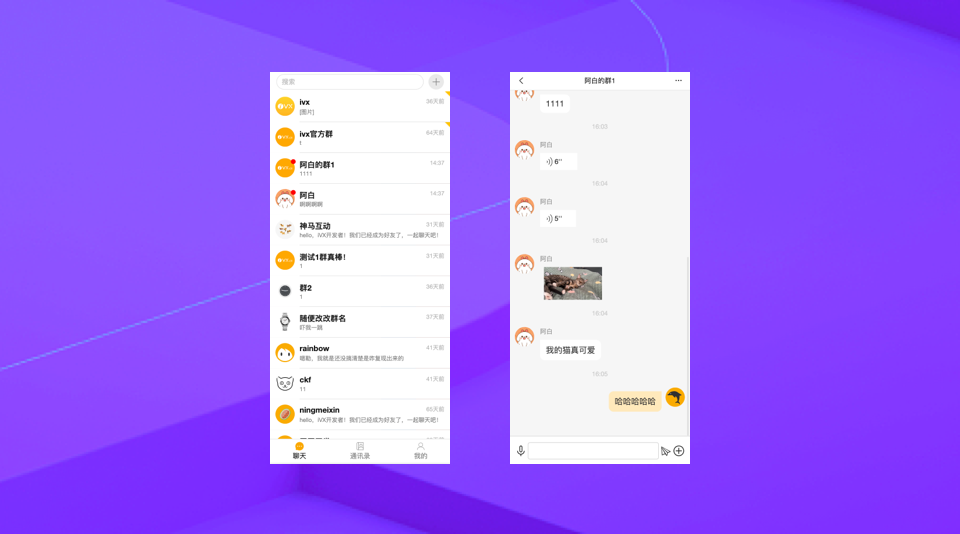 搜索
ivx
36天前
[图片]
ivx官方群
64天前
阿白的群1
14:37
1111
阿白
14:37
啊啊啊啊
神马互动
31天前
hello，iVX开发者！我们已经成为好友了，一起聊天吧!
测试1群真棒！
31天前
1
群2
36天前
1
随便改改群名
37天前
吓我一跳
rainbow
41天前
嗯勤，我就是还没搞清楚是咋复现出来的
ckf
41天前
11
ningmeixin
65天前
hello，iVX开发者！我们已经成为好友了，一起聊天吧!
聊天
通讯录
我的
阿白的群1
1111
16:03
阿白
6''
16:04
阿白
5''
16:04
阿白
16:04
阿白
我的猫真可爱
16:05
哈哈哈哈哈